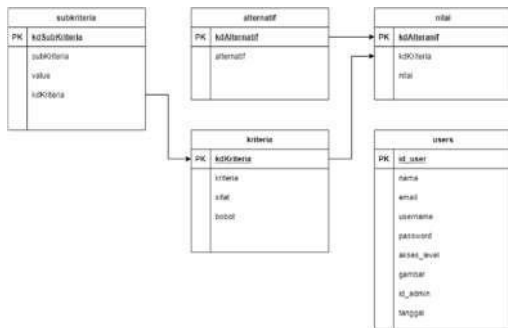 subkriteria
PK kdSubKriteria
subKriteria
value
kdKriteria
alternatif
PK kdAlternatif
alternatif
nilai
PK kdAlteranif
kdKriteria
nilai
kriteria
PK kdKriteria
kriteria
sifat
bobot
users
PK id_user
nama
email
username
password
akses_level
gambar
id_admin
tanggal